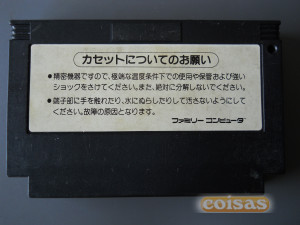 カセットについてのお願い
●精密機器ですので、極端な温度条件下での使用や保管および強い
ショックをさけてください。また、絶対に分解しないでください。
●端子部に手を触れたり、水にぬらしたりして汚さないようにして
ください。故障の原因となります。
ファミリー コンピュータ
coisas